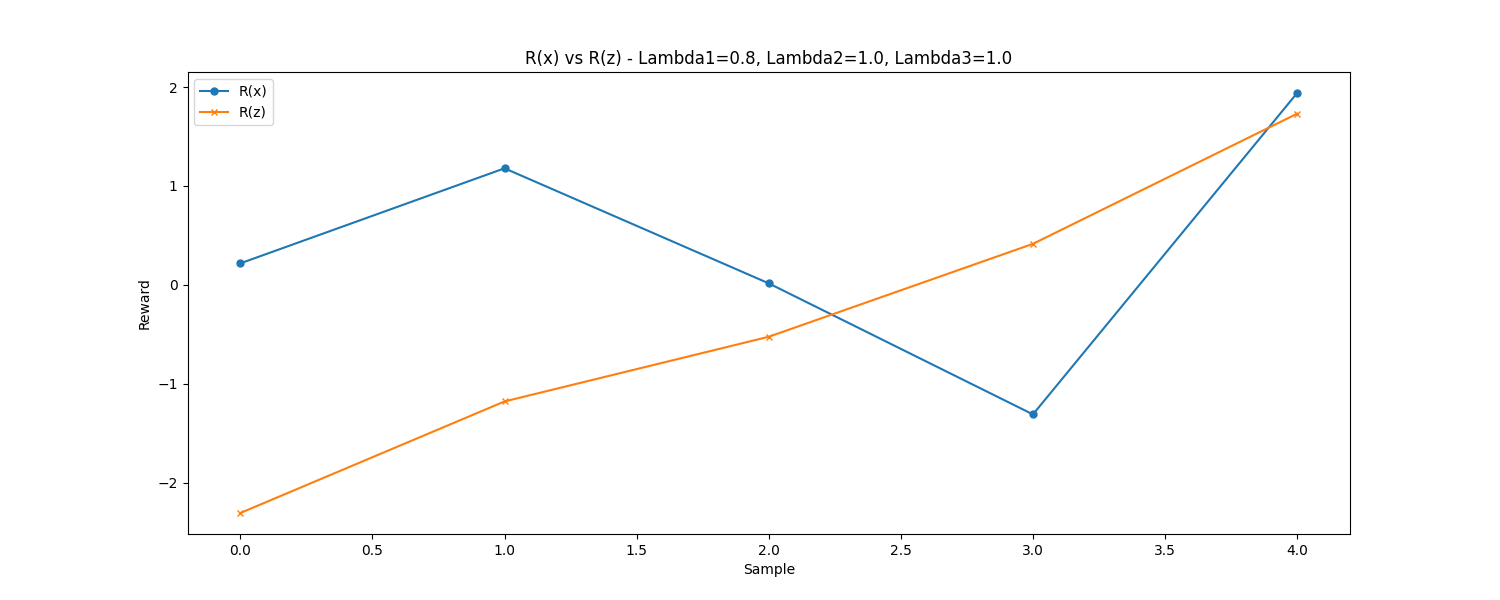 R(x) vs R(z) - Lambda1=0.8, Lambda2=1.0, Lambda3=1.0
R(x)
R(z)
2
1
0
−1
−2
Reward
0.0 0.5 1.0 1.5 2.0 2.5 3.0 3.5 4.0
Sample